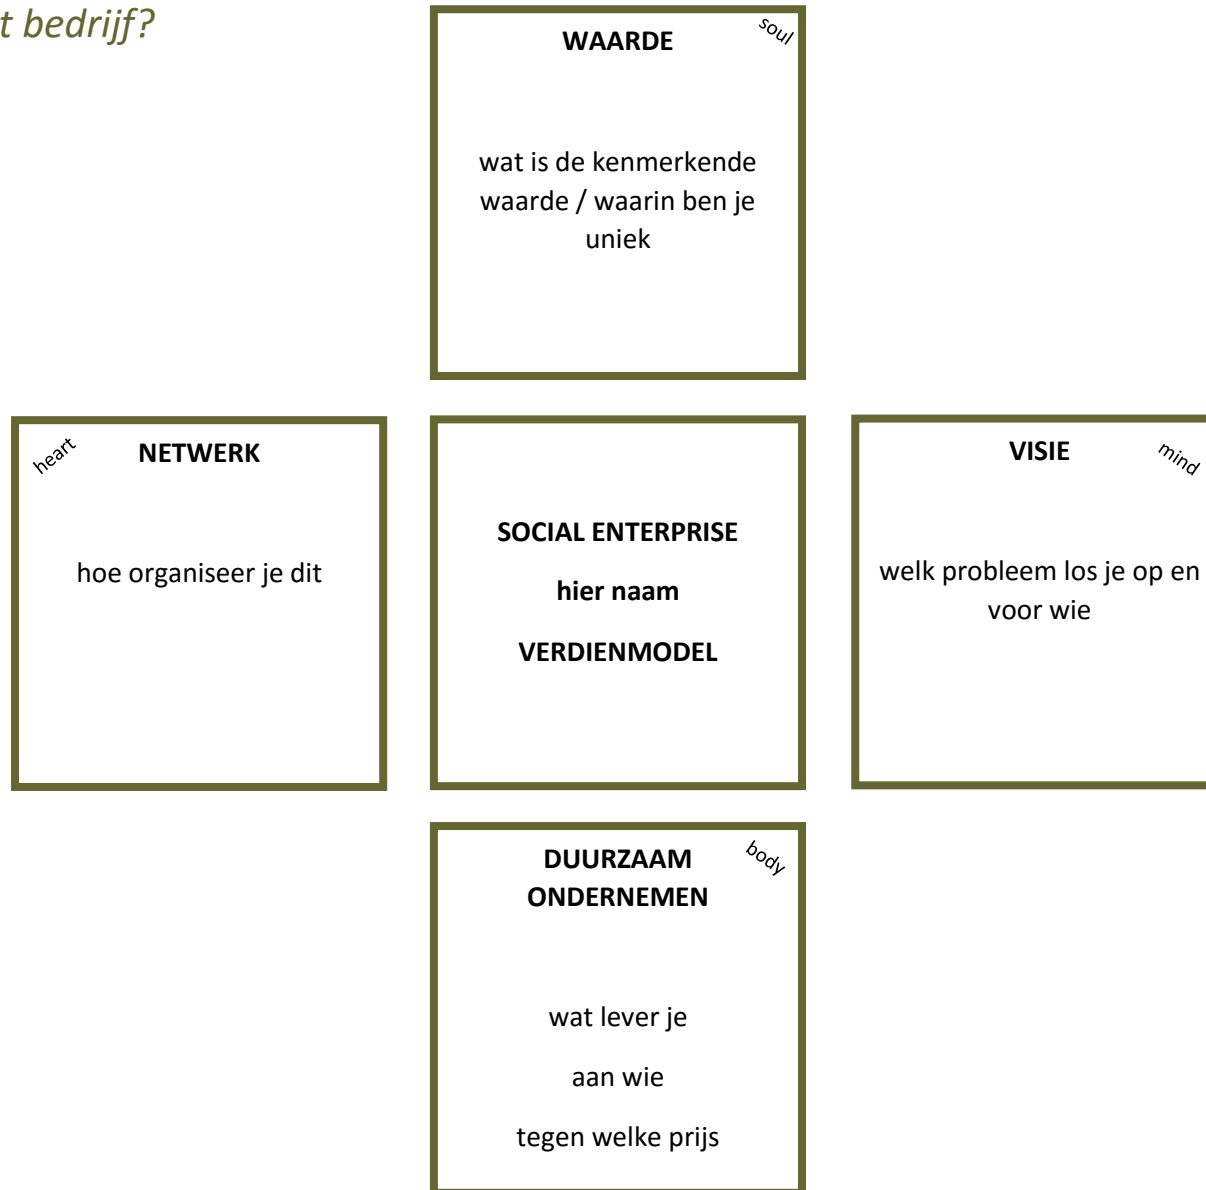 t bedrijf?
WAARDE
soul
wat is de kenmerkende
waarde / waarin ben je
uniek
heart
NETWERK
hoe organiseer je dit
SOCIAL ENTERPRISE
hier naam
VERDIENMODEL
VISIE
mind
welk probleem los je op en
voor wie
DUURZAAM
ONDERNEMEN
body
wat lever je
aan wie
tegen welke prijs